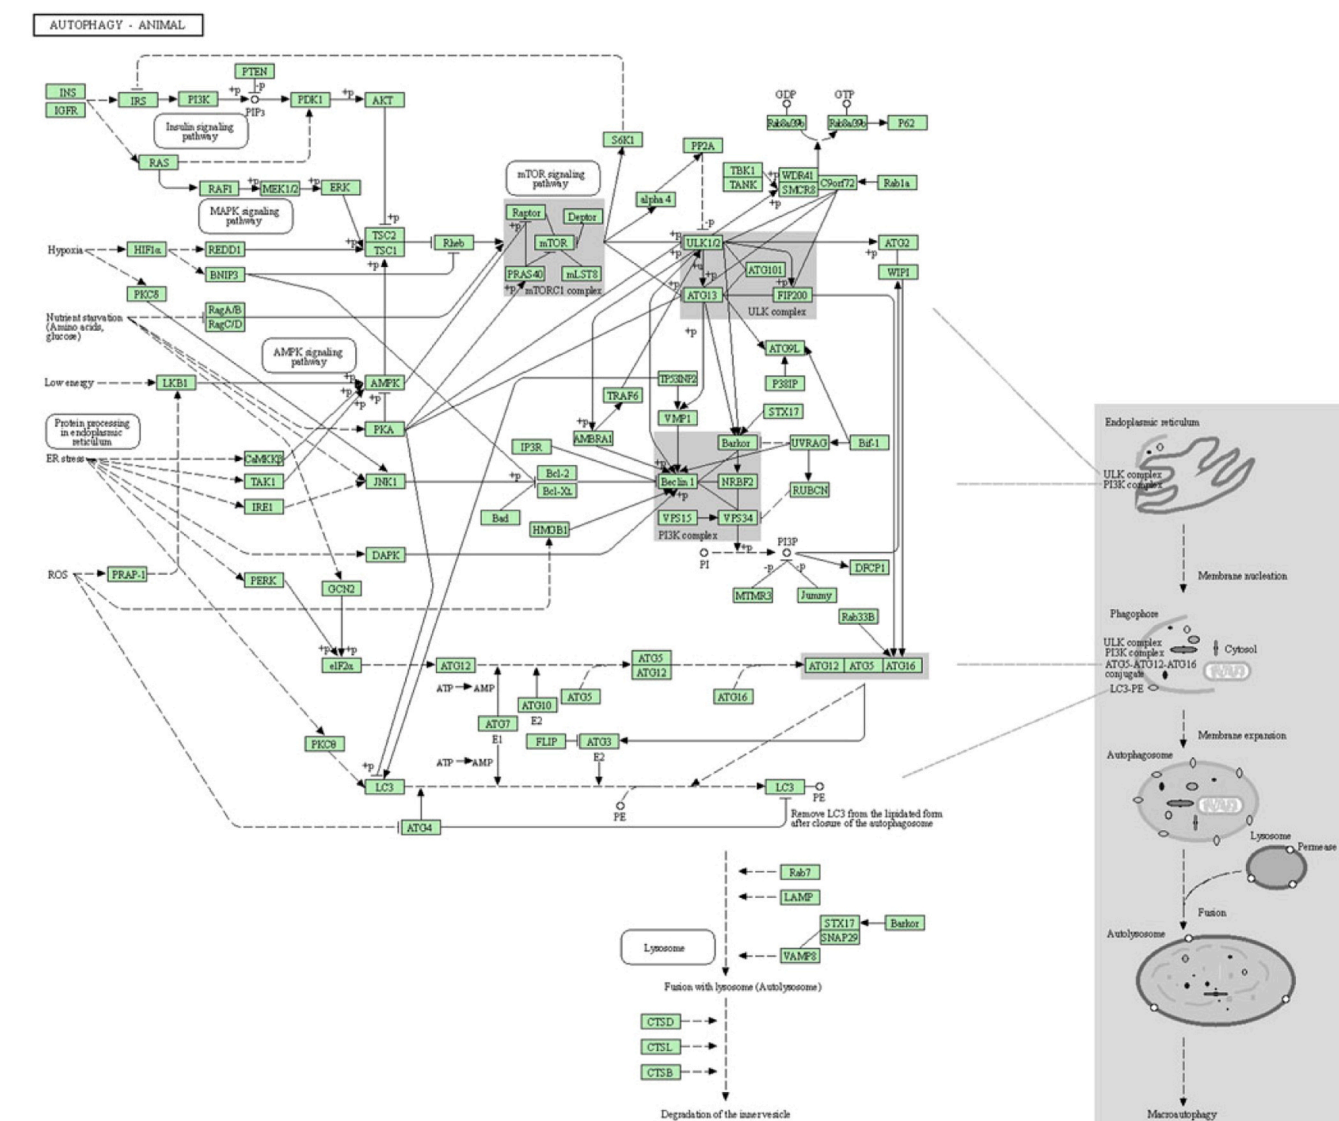 AUTOPHAGY - ANIMAL
INS
IGFR
IRS
PI3K
+p
PTEN
-p
PIP3
PDK1
+p
AKT
Insulin signaling
pathway
RAS
RAF1
+p
MEK1/2
+p
ERK
MAPK signaling
pathway
+p
+p
TSC2
TSC1
+p
Rheb
Hypoxia
HIF1α
REDD1
BNIP3
PKCδ
Nutrient starvation
(Amino acids,
glucose)
RagA/B
RagC/D
AMPK signaling
pathway
Low energy
LKB1
+p
+p
+p
+p
AMPK
PKA
Protein processing
in endoplasmic
reticulum
ER stress
CaMKKβ
TAK1
IRE1
JNK1
DAPK
ROS
PRAP-1
PERK
GCN2
+p
+p
eIF2α
mTOR signaling
pathway
Raptor
Deptor
+p
mTOR
PRAS40
mLST8
+p
mTORC1 complex
S6K1
alpha 4
PP2A
-p
GDP
GTP
Rab8a/39b
Rab8a/39b
P62
TBK1
TANK
+p
WDR41
SMCR8
C9orf72
Rab1a
+p
ULK1/2
ATG2
+p
WIPI
+p
+u
+p
ATG101
ATG13
+p
FIP200
ULK complex
+p
+p
+p
ATG9L
P38IP
TP53INP2
TRAF6
VMP1
STX17
+p
AMBRA1
IP3R
Barkor
UVRAG
Bif-1
+p
Bcl-2
Bcl-XL
+p
Beclin 1
NRBF2
+p
RUBCN
Bad
HMGB1
VPS15
VPS34
PI3K complex
PI
+p
PI3P
DFCP1
-p
-p
MTMR3
Jummy
Rab33B
ATG12
ATG5
ATG12
ATG12
ATG5
ATG16
ATP
AMP
ATG10
E2
ATG5
ATG16
ATG7
E1
FLIP
ATG3
E2
ATP
AMP
PKCθ
+p
LC3
LC3
PE
PE
ATG4
Remove LC3 from the lipidated form
after closure of the autophagosome
Rab7
LAMP
STX17
SNAP29
Barkor
VAMP8
Lysosome
Fusion with lysosome (Autolysosome)
CTSD
CTSL
CTSB
Degradation of the inner vesicle
Endoplasmic reticulum
ULK complex
PI3K complex
Membrane nucleation
Phagophore
ULK complex
PI3K complex
ATG5-ATG12-ATG16
conjugate
LC3-PE
Cytosol
Membrane expansion
Autophagosome
Lysosome
Permease
Fusion
Autolysosome
Macroautophagy